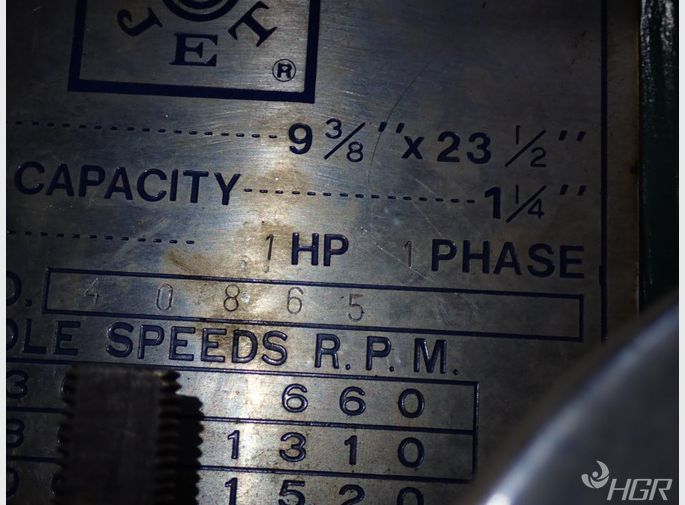 JET ®
9 3/8" x 23 1/2"
CAPACITY 1 1/4"
1 HP 1 PHASE
40865
SPEEDS R.P.M.
660
1310
1520
HGR